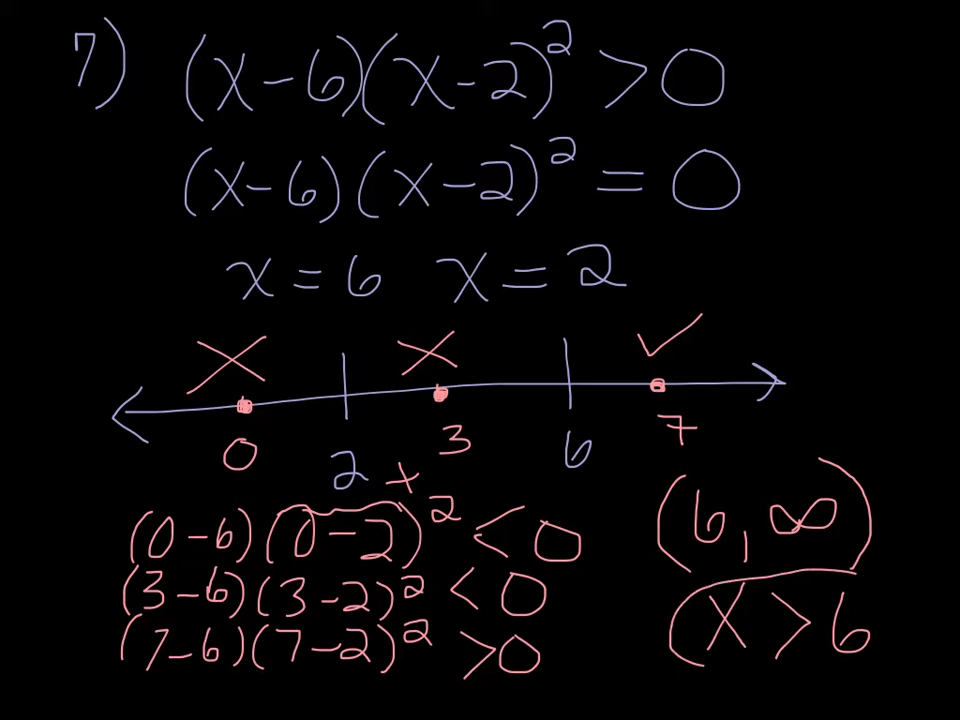 7) (x-6)(x-2)² > 0
(x-6)(x-2)² = 0
x = 6 x = 2
0 2 3 6 7
+
(0-6)(0-2)² < 0
(3-6)(3-2)² < 0
(7-6)(7-2)² > 0
(6, ∞)
x > 6